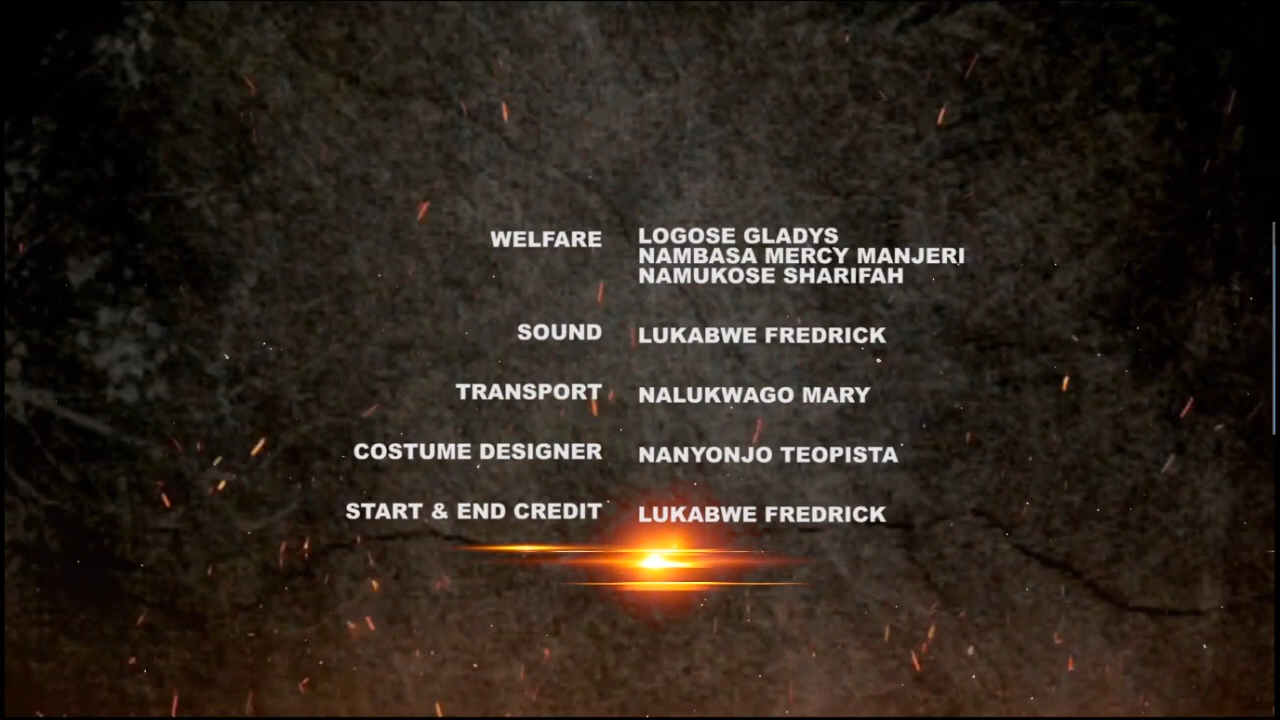 WELFARE LOGOSE GLADYS
NAMBASA MERCY MANJERI
NAMUKOSE SHARIFAH
SOUND LUKABWE FREDRICK
TRANSPORT NALUKWAGO MARY
COSTUME DESIGNER NANYONJO TEOPISTA
START & END CREDIT LUKABWE FREDRICK